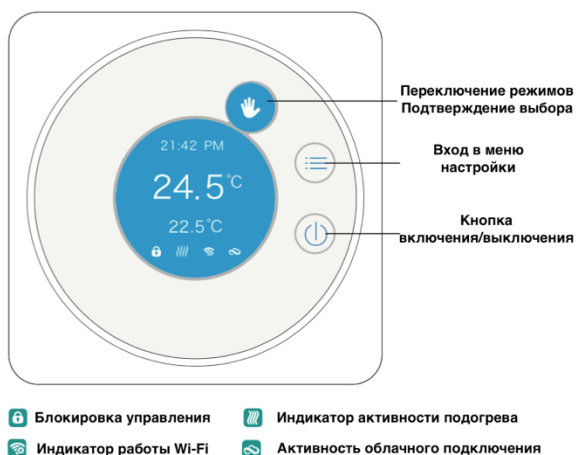 Переключение режимов
Подтверждение выбора
21:42 PM
24.5°C
22.5°C
Вход в меню
настройки
Кнопка
включения/выключения
Блокировка управления
Индикатор активности подогрева
Индикатор работы Wi-Fi
Активность облачного подключения